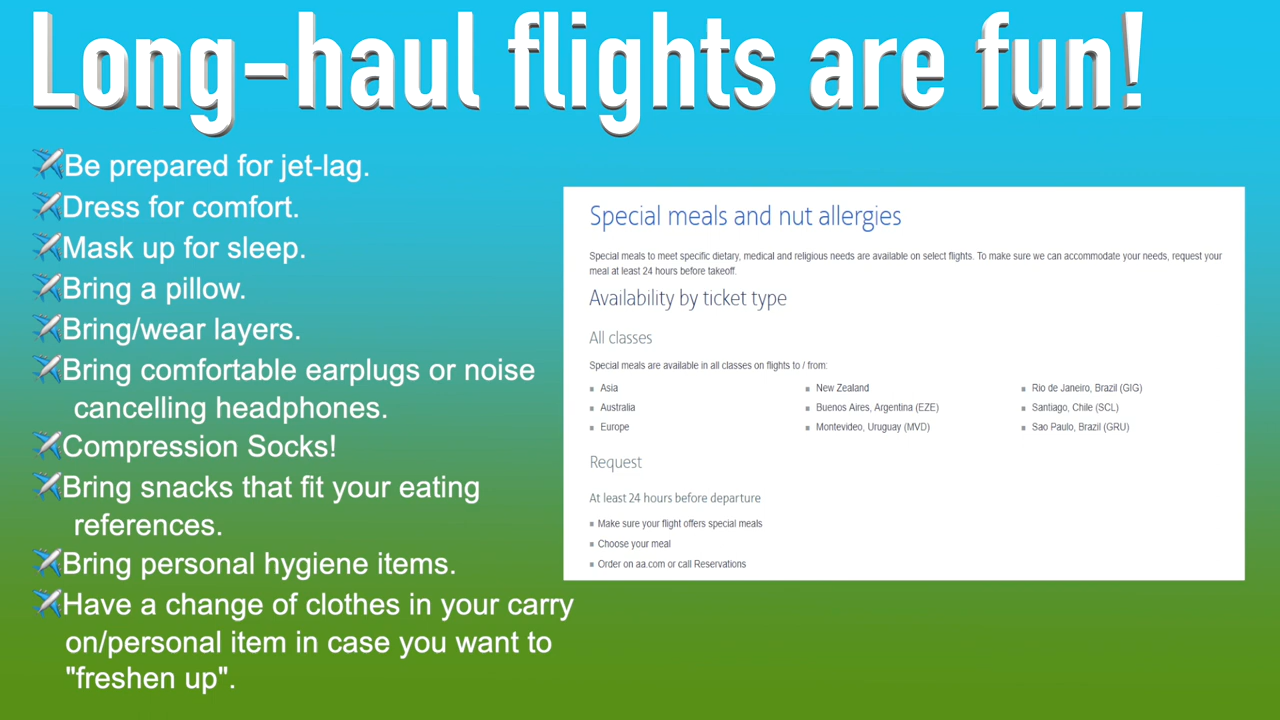 Long-haul flights are fun!
✈Be prepared for jet-lag.
✈Dress for comfort.
✈Mask up for sleep.
✈Bring a pillow.
✈Bring/wear layers.
✈Bring comfortable earplugs or noise
cancelling headphones.
✈Compression Socks!
✈Bring snacks that fit your eating
references.
✈Bring personal hygiene items.
✈Have a change of clothes in your carry
on/personal item in case you want to
"freshen up".
Special meals and nut allergies
Special meals to meet specific dietary, medical and religious needs are available on select flights. To make sure we can accommodate your needs, request your
meal at least 24 hours before takeoff.
Availability by ticket type
All classes
Special meals are available in all classes on flights to / from:
Asia
Australia
Europe
New Zealand
Buenos Aires, Argentina (EZE)
Montevideo, Uruguay (MVD)
Rio de Janeiro, Brazil (GIG)
Santiago, Chile (SCL)
Sao Paulo, Brazil (GRU)
Request
At least 24 hours before departure
Make sure your flight offers special meals
Choose your meal
Order on aa.com or call Reservations